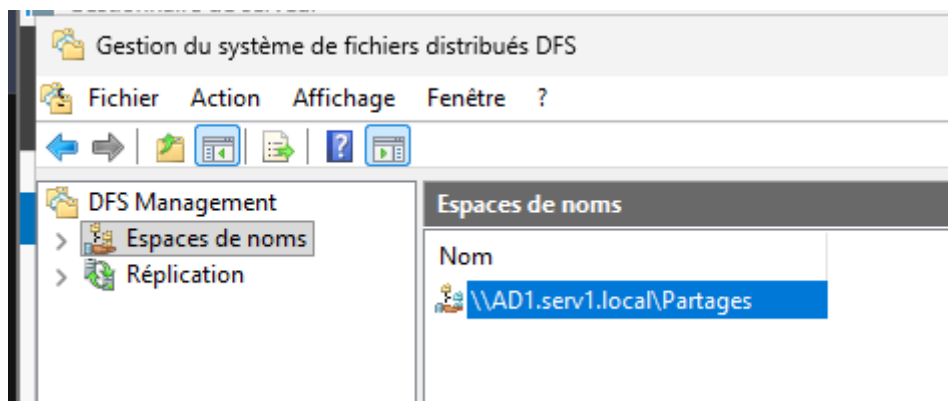 Gestion du système de fichiers distribués DFS
Fichier Action Affichage Fenêtre ?
DFS Management
Espaces de noms
Réplication
Espaces de noms
Nom
\\AD1.serv1.local\Partages